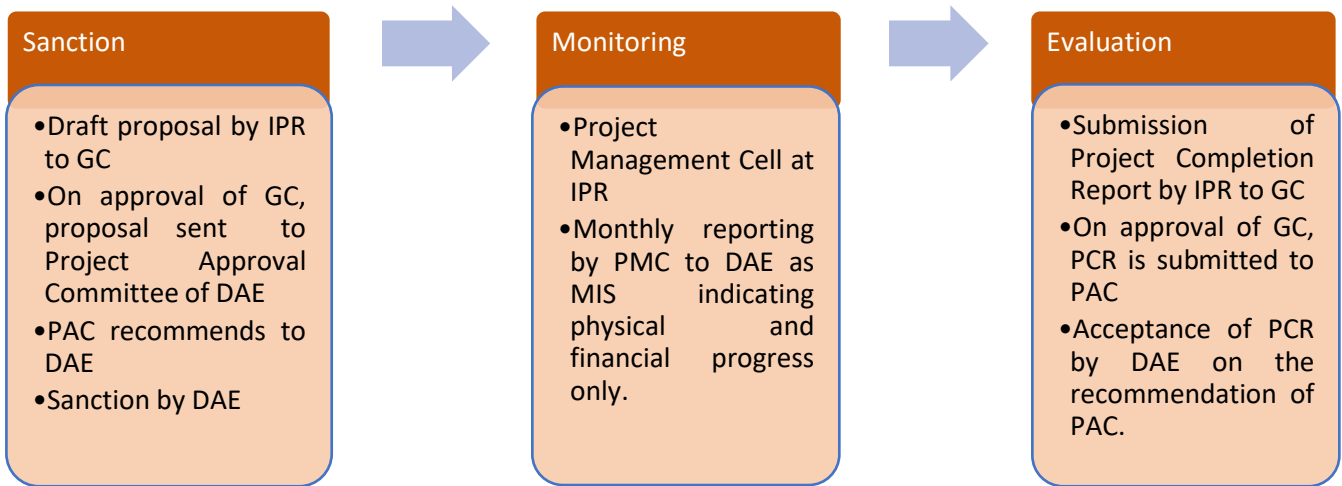 Sanction
•Draft proposal by IPR
to GC
•On approval of GC,
proposal sent to
Project Approval
Committee of DAE
•PAC recommends to
DAE
•Sanction by DAE
Monitoring
•Project
Management Cell at
IPR
•Monthly reporting
by PMC to DAE as
MIS indicating
physical and
financial progress
only.
Evaluation
•Submission of
Project Completion
Report by IPR to GC
•On approval of GC,
PCR is submitted to
PAC
•Acceptance of PCR
by DAE on the
recommendation of
PAC.